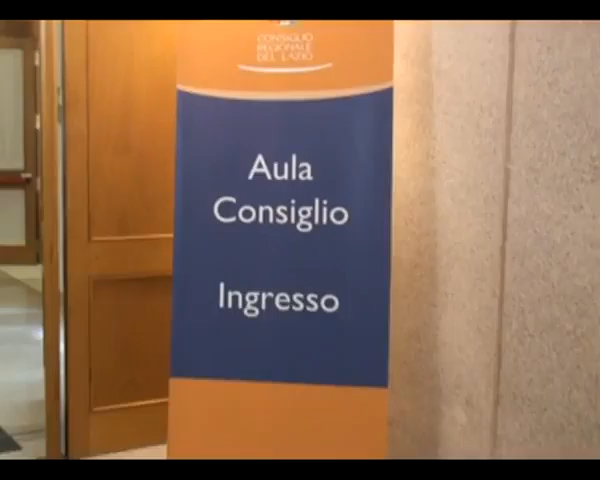 CONSIGLIO
REGIONALE
DEL LAZIO
Aula
Consiglio
Ingresso